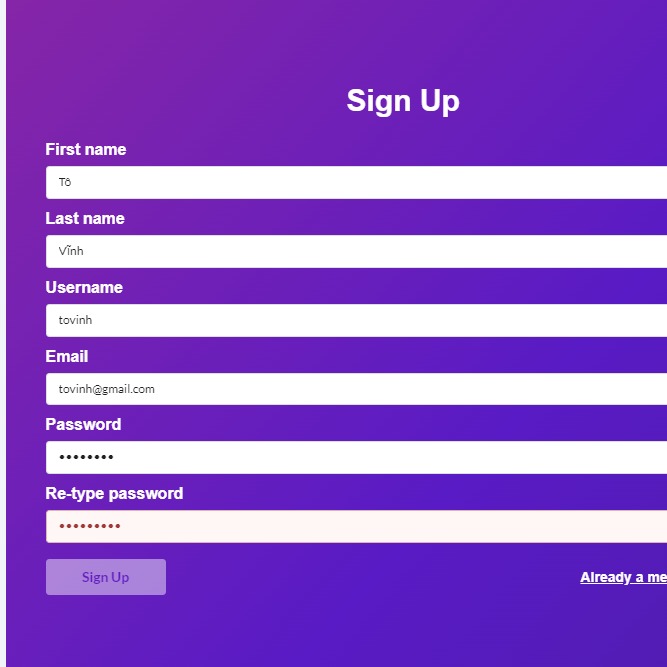 Sign Up
First name
Tô
Last name
Vĩnh
Username
tovinh
Email
tovinh@gmail.com
Password
••••••••
Re-type password
•••••••••
Sign Up
Already a me